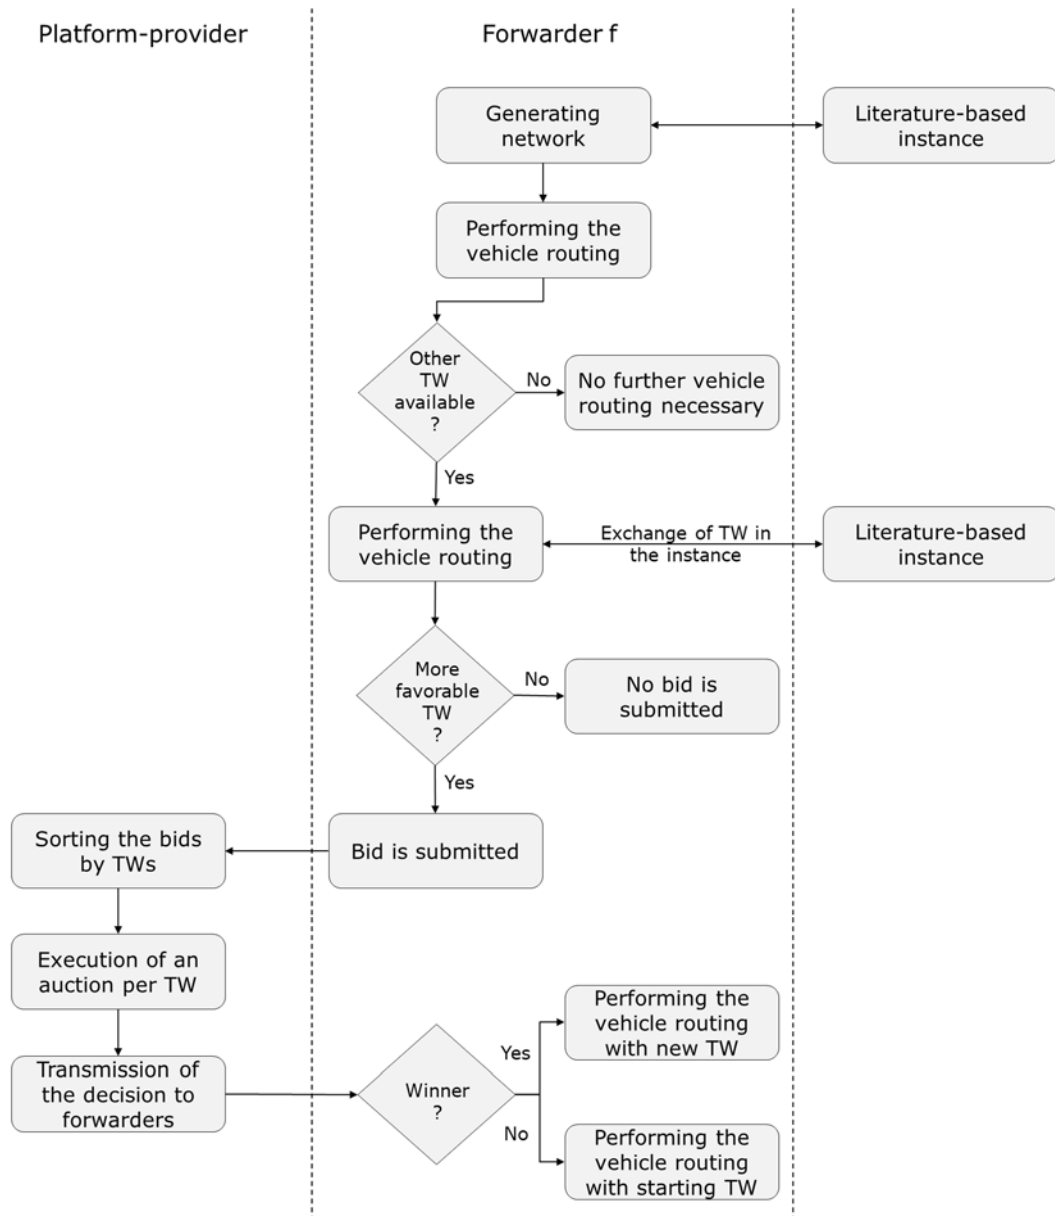 Platform-provider
Forwarder f
Generating
network
Literature-based
instance
Performing the
vehicle routing
Other
TW
available
?
No
No further vehicle
routing necessary
Yes
Performing the
vehicle routing
Exchange of TW in
the instance
Literature-based
instance
More
favorable
TW
?
No
No bid is
submitted
Yes
Sorting the bids
by TWs
Bid is submitted
Execution of an
auction per TW
Transmission of
the decision to
forwarders
Winner
?
Yes
Performing the
vehicle routing
with new TW
No
Performing the
vehicle routing
with starting TW